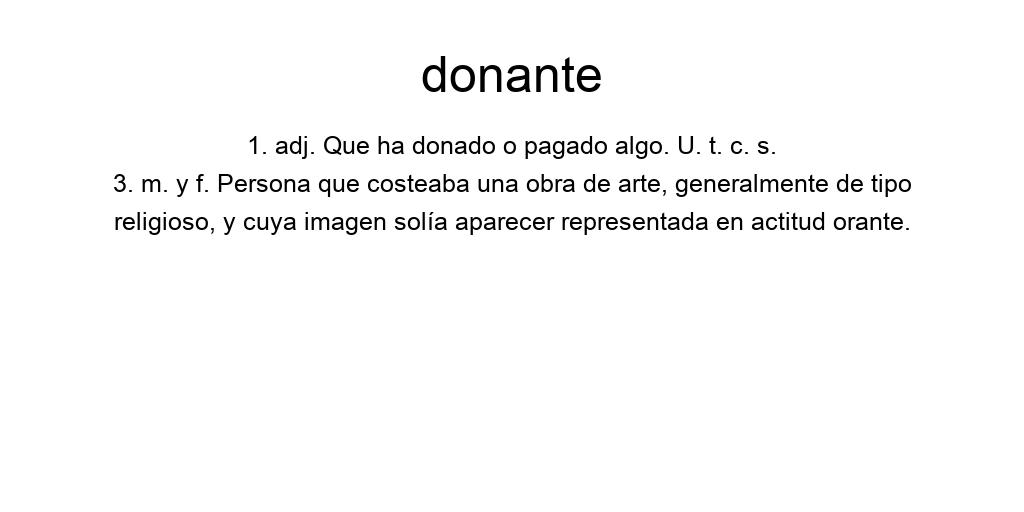 donante
1. adj. Que ha donado o pagado algo. U. t. c. s.
3. m. y f. Persona que costeaba una obra de arte, generalmente de tipo
religioso, y cuya imagen solía aparecer representada en actitud orante.